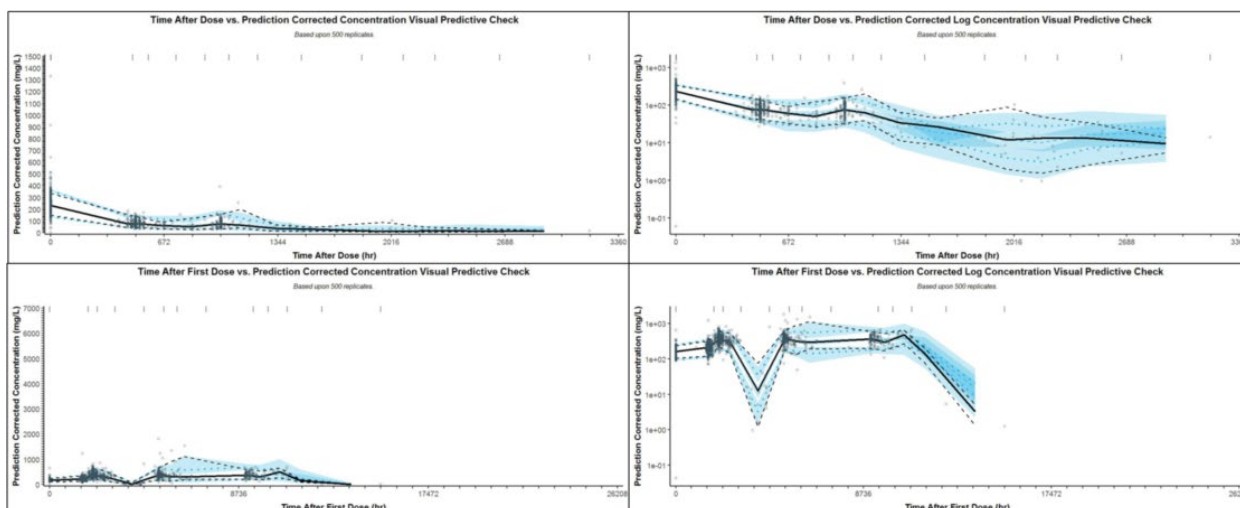 Time After Dose vs. Prediction Corrected Concentration Visual Predictive Check
Based upon 500 replicates.
Prediction Corrected Concentration (mg/L)
1500
1400
1300
1200
1100
1000
900
800
700
600
500
400
300
200
100
0
0 672 1344 2016 2688 3360
Time After Dose (hr)
Time After Dose vs. Prediction Corrected Log Concentration Visual Predictive Check
Based upon 500 replicates.
Prediction Corrected Concentration (mg/L)
1e+03
1e+02
1e+01
1e+00
1e-01
0 672 1344 2016 2688 33
Time After Dose (hr)
Time After First Dose vs. Prediction Corrected Concentration Visual Predictive Check
Based upon 500 replicates.
Prediction Corrected Concentration (mg/L)
7000
6000
5000
4000
3000
2000
1000
0
0 8736 17472 26208
Time After First Dose (hr)
Time After First Dose vs. Prediction Corrected Log Concentration Visual Predictive Check
Based upon 500 replicates.
Prediction Corrected Concentration (mg/L)
1e+03
1e+02
1e+01
1e+00
1e-01
0 8736 17472 262
Time After First Dose (hr)